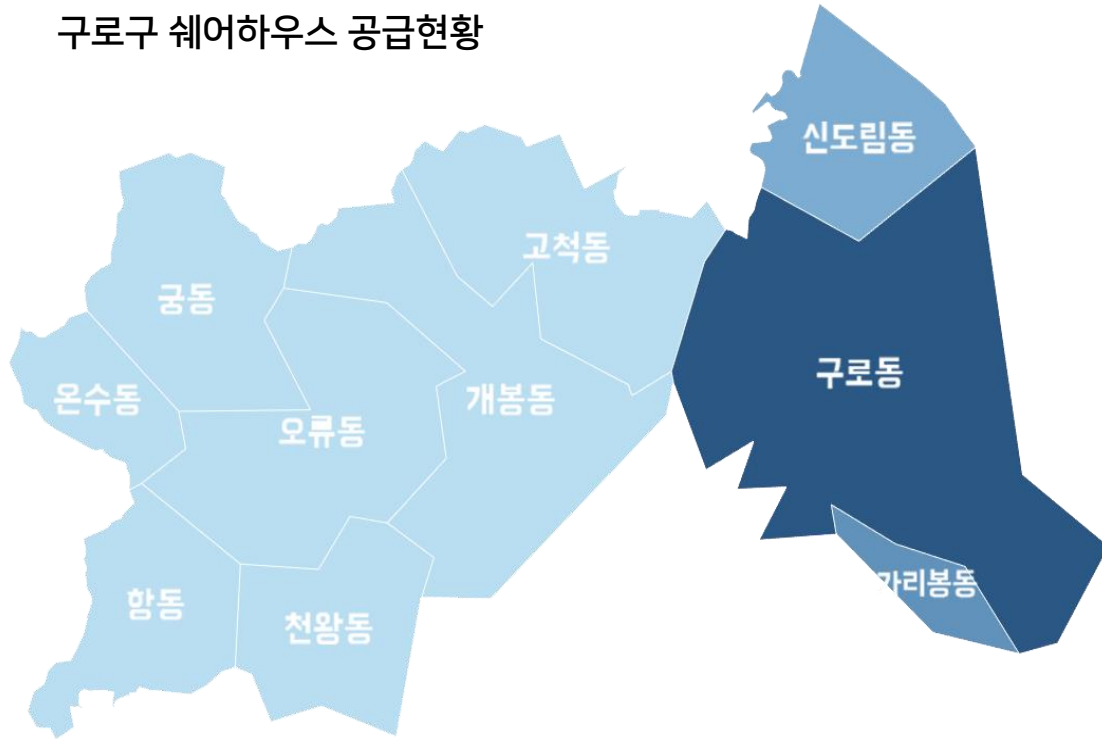 구로구 쉐어하우스 공급현황
신도림동
고척동
궁동
구로동
온수동
개봉동
오류동
가리봉동
항동
천왕동